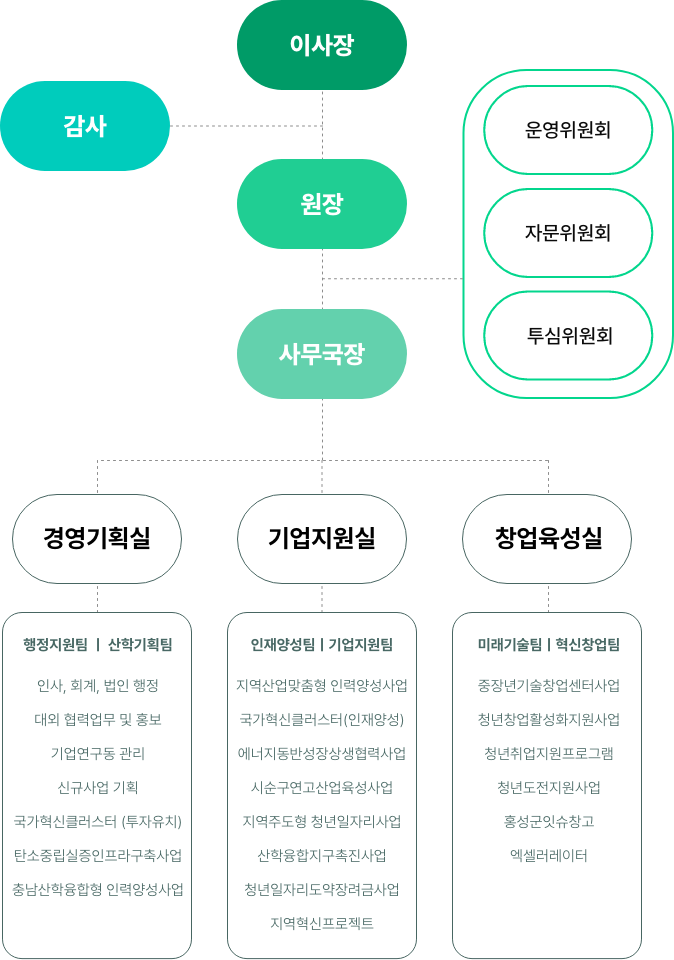 이사장
감사
운영위원회
원장
자문위원회
투심위원회
사무국장
경영기획실
기업지원실
창업육성실
행정지원팀 | 산학기획팀
인사, 회계, 법인 행정
대외 협력업무 및 홍보
기업연구동 관리
신규사업 기획
국가혁신클러스터 (투자유치)
탄소중립실증인프라구축사업
충남산학융합형 인력양성사업
인재양성팀 | 기업지원팀
지역산업맞춤형 인력양성사업
국가혁신클러스터(인재양성)
에너지동반성장상생협력사업
시순구연고산업육성사업
지역주도형 청년일자리사업
산학융합지구촉진사업
청년일자리도약장려금사업
지역혁신프로젝트
미래기술팀 | 혁신창업팀
중장년기술창업센터사업
청년창업활성화지원사업
청년취업지원프로그램
청년도전지원사업
홍성군잇슈창고
엑셀러레이터